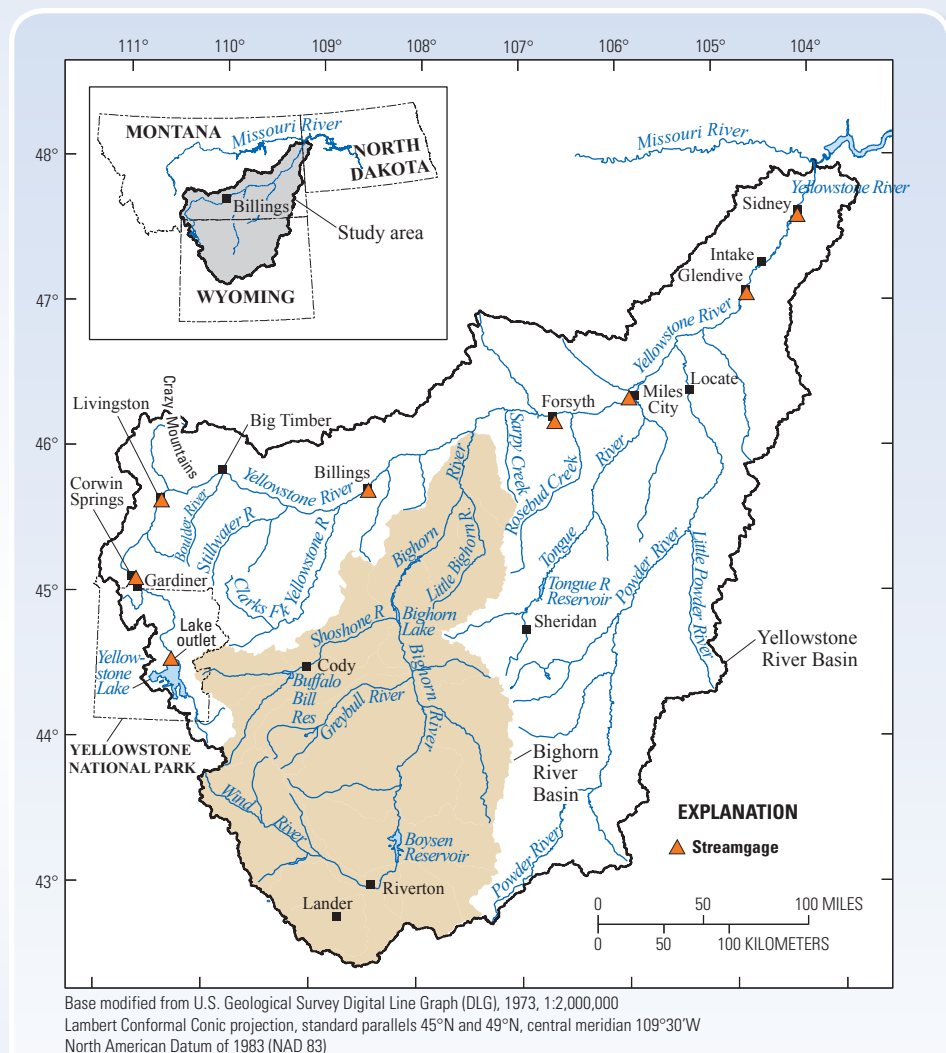 111°
110°
109°
108°
107°
106°
105°
104°
48°
47°
46°
45°
44°
43°
MONTANA
Missouri River
NORTH
DAKOTA
Billings
Study area
WYOMING
Missouri River
Yellowstone River
Sidney
Intake
Glendive
Yellowstone River
Locate
Miles
City
Forsyth
Livingston
Crazy Mountains
Big Timber
Corwin
Springs
Billings
Yellowstone River
Boulder River
Stillwater R
Clarks Fk Yellowstone R
Bighorn
River
Little Bighorn R.
Sarpy Creek
Rosebud Creek
Tongue
River
Powder River
Little Powder River
Gardiner
Lake
outlet
Yellow-
stone
Lake
Shoshone R
Bighorn
Lake
Tongue R
Reservoir
Sheridan
Yellowstone
River Basin
Cody
Buffalo
Bill
Res
Greybull River
Bighorn
River
YELLOWSTONE
NATIONAL PARK
Bighorn
River
Basin
Wind
River
Boysen
Reservoir
Powder River
Riverton
Lander
EXPLANATION
Streamgage
0 50 100 MILES
0 50 100 KILOMETERS
Base modified from U.S. Geological Survey Digital Line Graph (DLG), 1973, 1:2,000,000
Lambert Conformal Conic projection, standard parallels 45°N and 49°N, central meridian 109°30'W
North American Datum of 1983 (NAD 83)